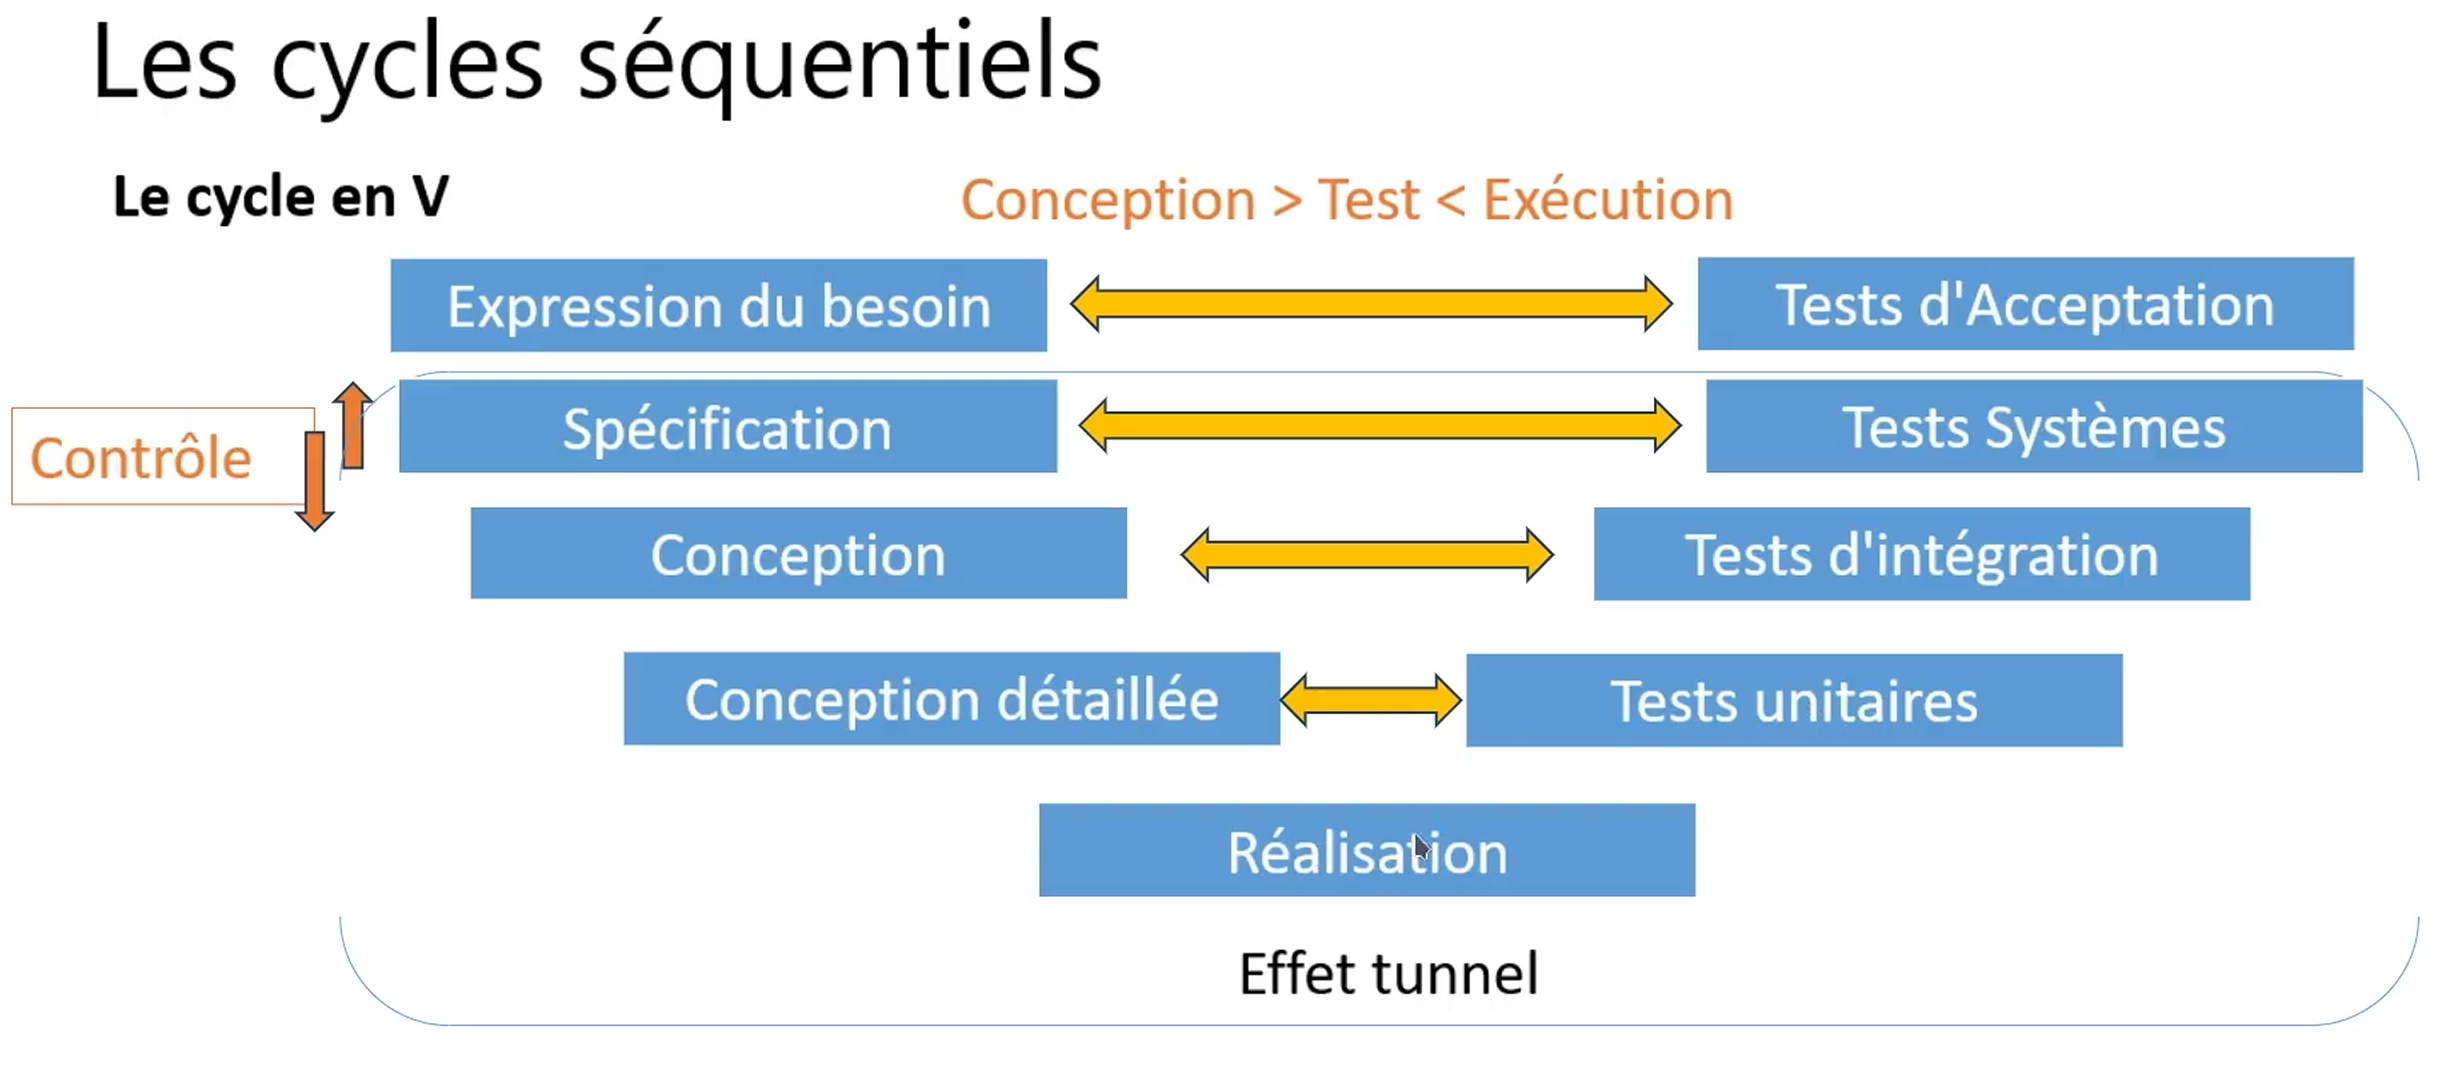 Les cycles séquentiels
Le cycle en V
Conception > Test < Exécution
Expression du besoin
Tests d'Acceptation
Contrôle
Spécification
Tests Systèmes
Conception
Tests d'intégration
Conception détaillée
Tests unitaires
Réalisation
Effet tunnel